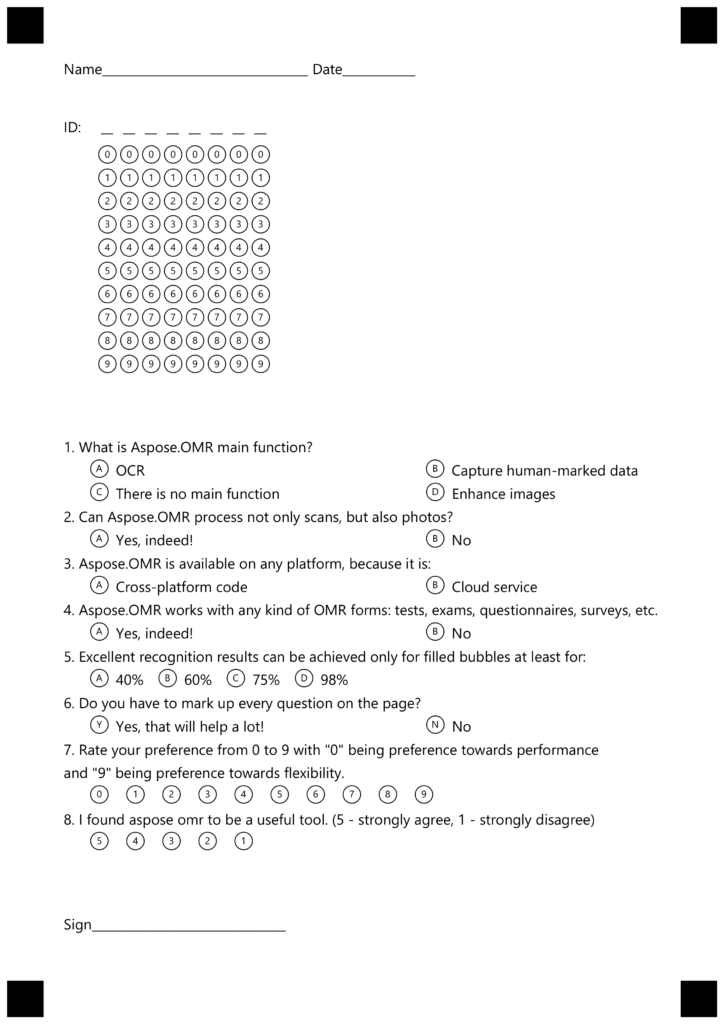 Name____________________________ Date__________
ID: __ __ __ __ __ __ __ __
0 0 0 0 0 0 0 0
1 1 1 1 1 1 1 1
2 2 2 2 2 2 2 2
3 3 3 3 3 3 3 3
4 4 4 4 4 4 4 4
5 5 5 5 5 5 5 5
6 6 6 6 6 6 6 6
7 7 7 7 7 7 7 7
8 8 8 8 8 8 8 8
9 9 9 9 9 9 9 9
1. What is Aspose.OMR main function?
A OCR B Capture human-marked data
C There is no main function D Enhance images
2. Can Aspose.OMR process not only scans, but also photos?
A Yes, indeed! B No
3. Aspose.OMR is available on any platform, because it is:
A Cross-platform code B Cloud service
4. Aspose.OMR works with any kind of OMR forms: tests, exams, questionnaires, surveys, etc.
A Yes, indeed! B No
5. Excellent recognition results can be achieved only for filled bubbles at least for:
A 40% B 60% C 75% D 98%
6. Do you have to mark up every question on the page?
Y Yes, that will help a lot! N No
7. Rate your preference from 0 to 9 with "0" being preference towards performance
and "9" being preference towards flexibility.
0 1 2 3 4 5 6 7 8 9
8. I found aspose omr to be a useful tool. (5 - strongly agree, 1 - strongly disagree)
5 4 3 2 1
Sign___________________________